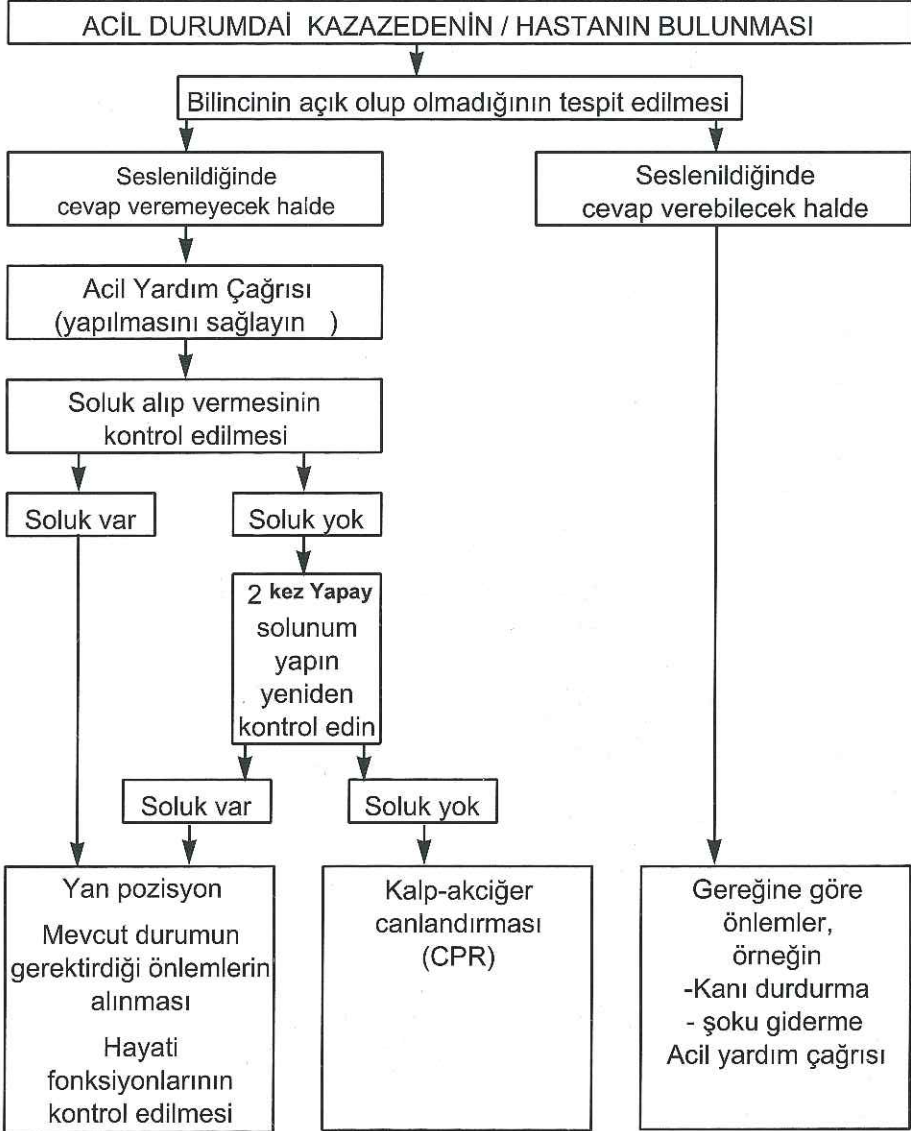 ACİL DURUMDAİ KAZAZEDENİN / HASTANIN BULUNMASI
Bilincinin açık olup olmadığının tespit edilmesi
Seslenildiğinde
cevap veremeyecek halde
Seslenildiğinde
cevap verebilecek halde
Acil Yardım Çağrısı
(yapılmasını sağlayın )
Soluk alıp vermesinin
kontrol edilmesi
Soluk var
Soluk yok
2 kez Yapay
solunum
yapın
yeniden
kontrol edin
Soluk var
Soluk yok
Yan pozisyon
Mevcut durumun
gerektirdiği önlemlerin
alınması
Hayati
fonksiyonlarının
kontrol edilmesi
Kalp-akciğer
canlandırması
(CPR)
Gereğine göre
önlemler,
örneğin
-Kanı durdurma
- şoku giderme
Acil yardım çağrısı